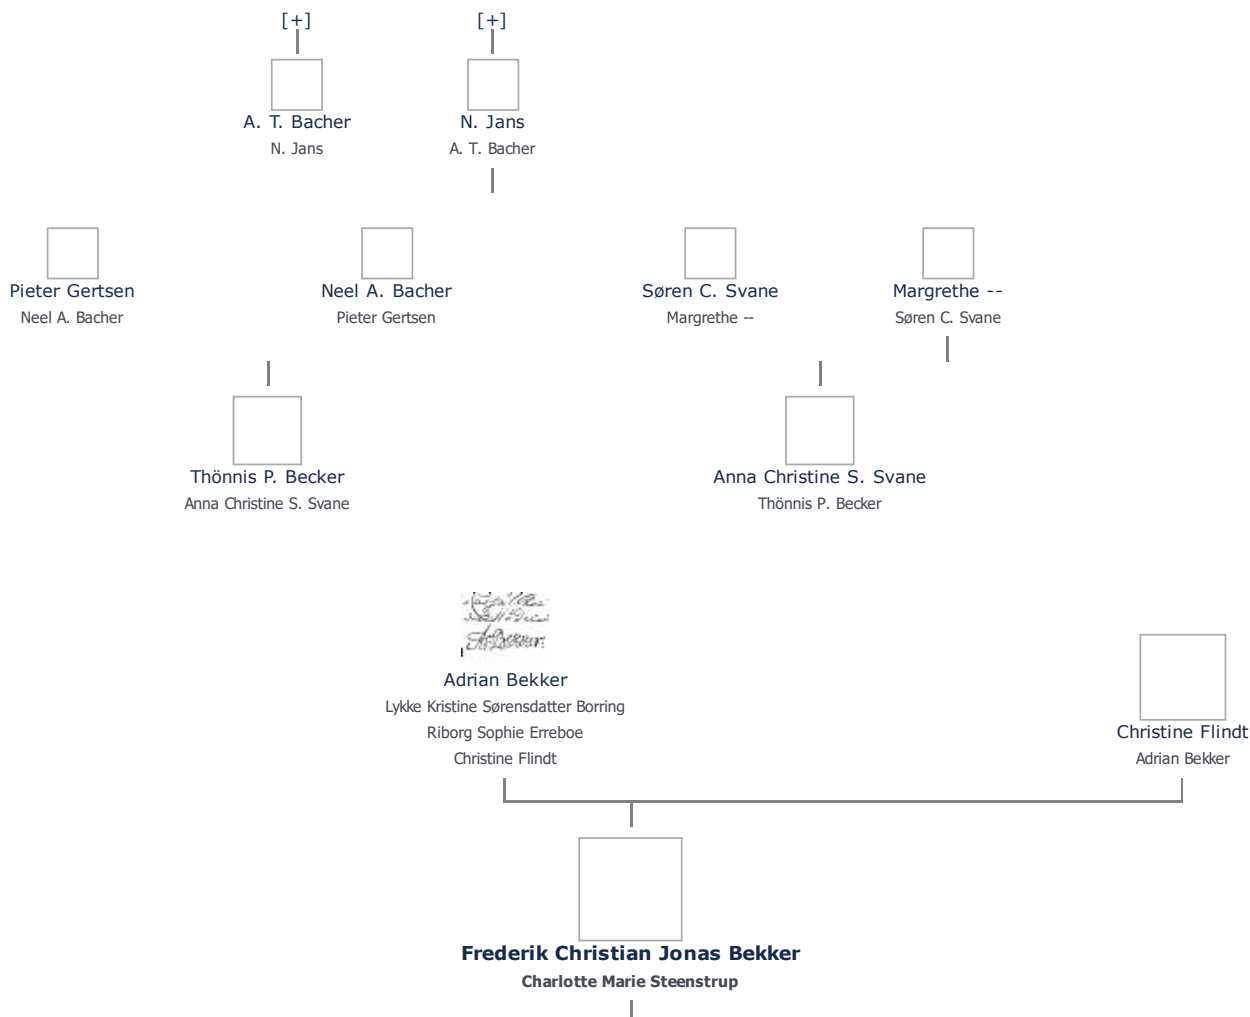 [+] [+]
A. T. Bacher N. Jans
N. Jans A. T. Bacher
Pieter Gertsen Neel A. Bacher Søren C. Svane Margrethe --
Neel A. Bacher Pieter Gertsen Margrethe -- Søren C. Svane
Thönnis P. Becker Anna Christine S. Svane
Anna Christine S. Svane Thönnis P. Becker
Adrian Bekker
Lykke Kristine Sørensdatter Borring
Riborg Sophie Erreboe
Christine Flindt
Christine Flindt
Adrian Bekker
Frederik Christian Jonas Bekker
Charlotte Marie Steenstrup